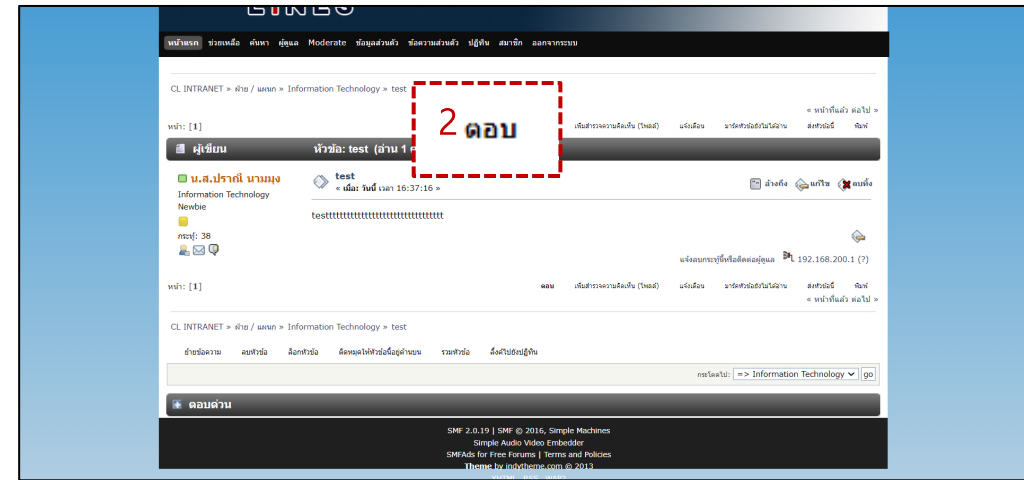 หน้าแรก ช่วยเหลือ ค้นหา ผู้ดูแล Moderate ข้อมูลส่วนตัว ข้อความส่วนตัว ปฏิทิน สมาชิก ออกจากระบบ
CL INTRANET » ฝ่าย / แผนก » Information Technology » test
« หน้าที่แล้ว ต่อไป »
2 ตอบ
หน้า: [1]
เพิ่มสำรวจความคิดเห็น (โพลล์) แจ้งเตือน มาร์คหัวข้อยังไม่ได้อ่าน ส่งหัวข้อนี้ พิมพ์
ผู้เขียน หัวข้อ: test (อ่าน 1
น.ส.ปราณี นามมุง
Information Technology
Newbie
กระทู้: 38
test
« เมื่อ: วันนี้ เวลา 16:37:16 »
อ้างถึง แก้ไข ลบทิ้ง
testttttttttttttttttttttttttttttttt
แจ้งลบกระทู้นี้หรือติดต่อผู้ดูแล 192.168.200.1 (?)
หน้า: [1]
ตอบ เพิ่มสำรวจความคิดเห็น (โพลล์) แจ้งเตือน มาร์คหัวข้อยังไม่ได้อ่าน ส่งหัวข้อนี้ พิมพ์
« หน้าที่แล้ว ต่อไป »
CL INTRANET » ฝ่าย / แผนก » Information Technology » test
ย้ายข้อความ ลบหัวข้อ ล็อกหัวข้อ ติดหมุดให้หัวข้อนี้อยู่ด้านบน รวมหัวข้อ ลิ้งค์ไปยังปฏิทิน
กระโดดไป: => Information Technology go
ตอบด่วน
SMF 2.0.19 | SMF © 2016, Simple Machines
Simple Audio Video Embedder
SMFAds for Free Forums | Terms and Policies
Theme by indytheme.com © 2013